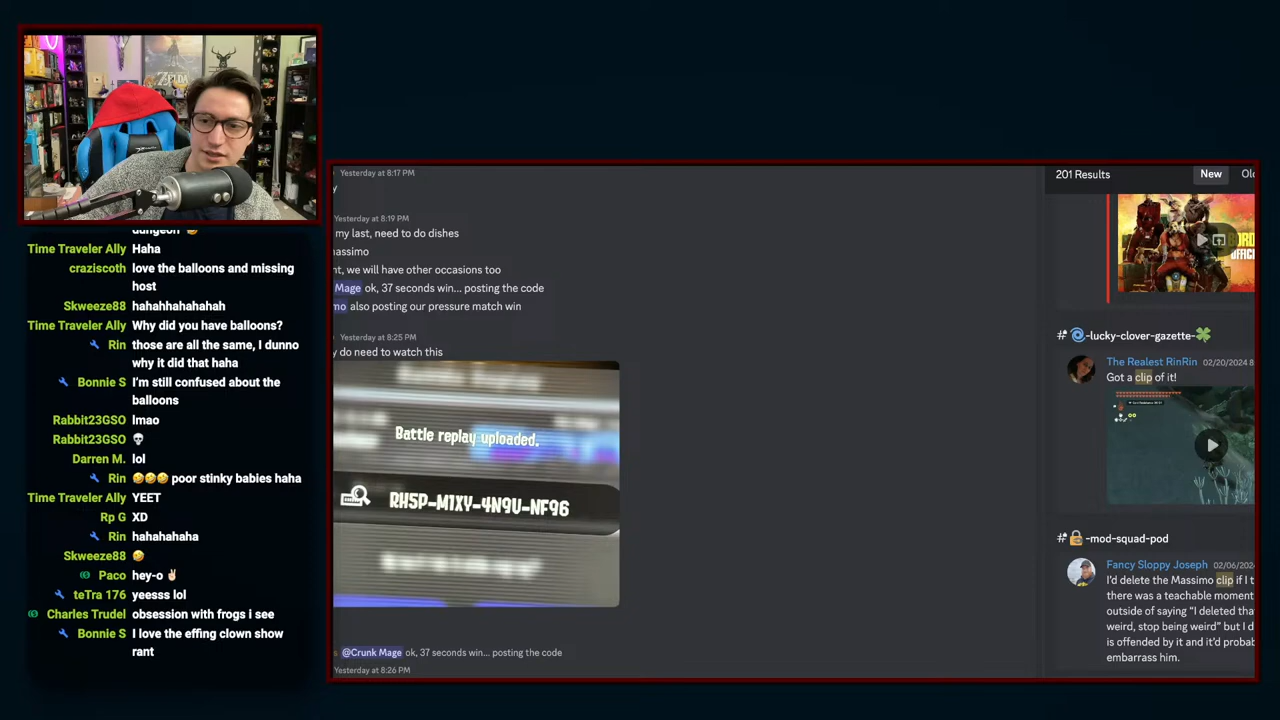 ZELDA
dungeon
Time Traveler Ally Haha
craziscoth love the balloons and missing
host
Skweeze88 hahahhahahahah
Time Traveler Ally Why did you have balloons?
Rin those are all the same, I dunno
why it did that haha
Bonnie S I'm still confused about the
balloons
Rabbit23GSO lmao
Rabbit23GSO 💀
Darren M. lol
Rin 🤣🤣🤣 poor stinky babies haha
Time Traveler Ally YEET
Rp G XD
Rin hahahahaha
Skweeze88 🤣
Paco hey-o ✌🏻
teTra 176 yeesss lol
Charles Trudel obsession with frogs i see
Bonnie S I love the effing clown show
rant
Yesterday at 8:17 PM
y
Yesterday at 8:19 PM
my last, need to do dishes
assimo
t, we will have other occasions too
Mage ok, 37 seconds win... posting the code
mo also posting our pressure match win
Yesterday at 8:25 PM
y do need to watch this
Battle replay uploaded.
RH5P-M1XY-4N9U-NF96
@Crunk Mage ok, 37 seconds win... posting the code
Yesterday at 8:26 PM
201 Results New Ol
BORD
OFFICI
#🌀-lucky-clover-gazette-🍀
The Realest RinRin 02/20/2024 8
Got a clip of it!
#🔒-mod-squad-pod
Fancy Sloppy Joseph 02/06/202
I'd delete the Massimo clip if I t
there was a teachable moment
outside of saying "I deleted tha
weird, stop being weird" but I d
is offended by it and it'd probab
embarrass him.